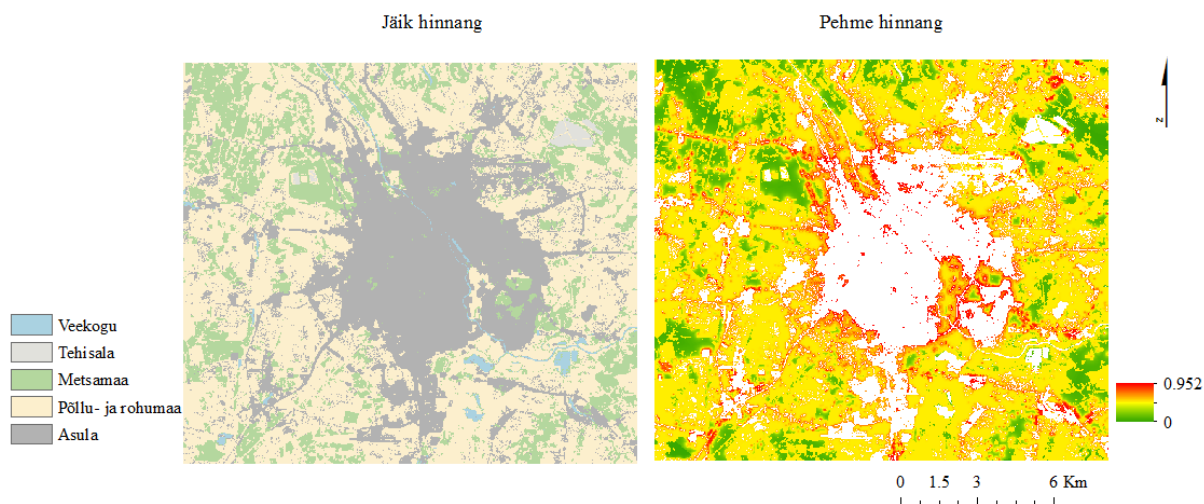 Jäik hinnang
Pehme hinnang
z
Veekogu
Tehisala
Metsamaa
Põllu- ja rohumaa
Asula
0.952
0
0 1.5 3 6 Km